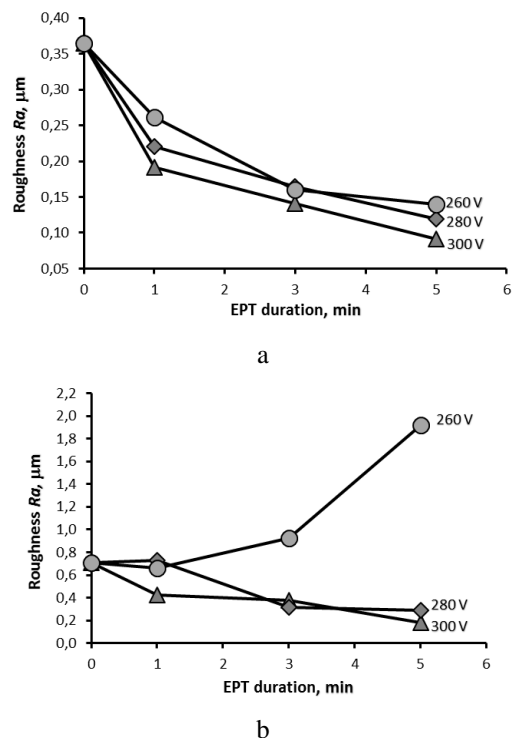 0,40
0,35
0,30
0,25
0,20
0,15
0,10
0,05
Roughness Ra, μm
260 V
280 V
300 V
0 1 2 3 4 5 6
EPT duration, min
a
2,2
2,0
1,8
1,6
1,4
1,2
1,0
0,8
0,6
0,4
0,2
0,0
Roughness Ra, μm
260 V
280 V
300 V
0 1 2 3 4 5 6
EPT duration, min
b